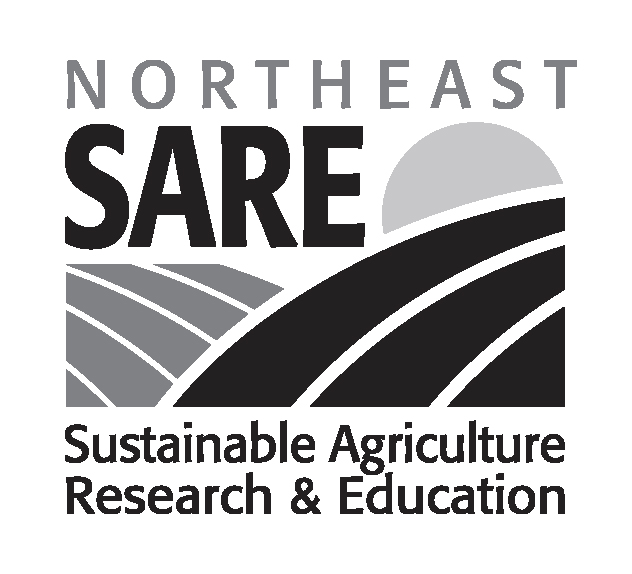 NORTHEAST
SARE
Sustainable Agriculture
Research & Education